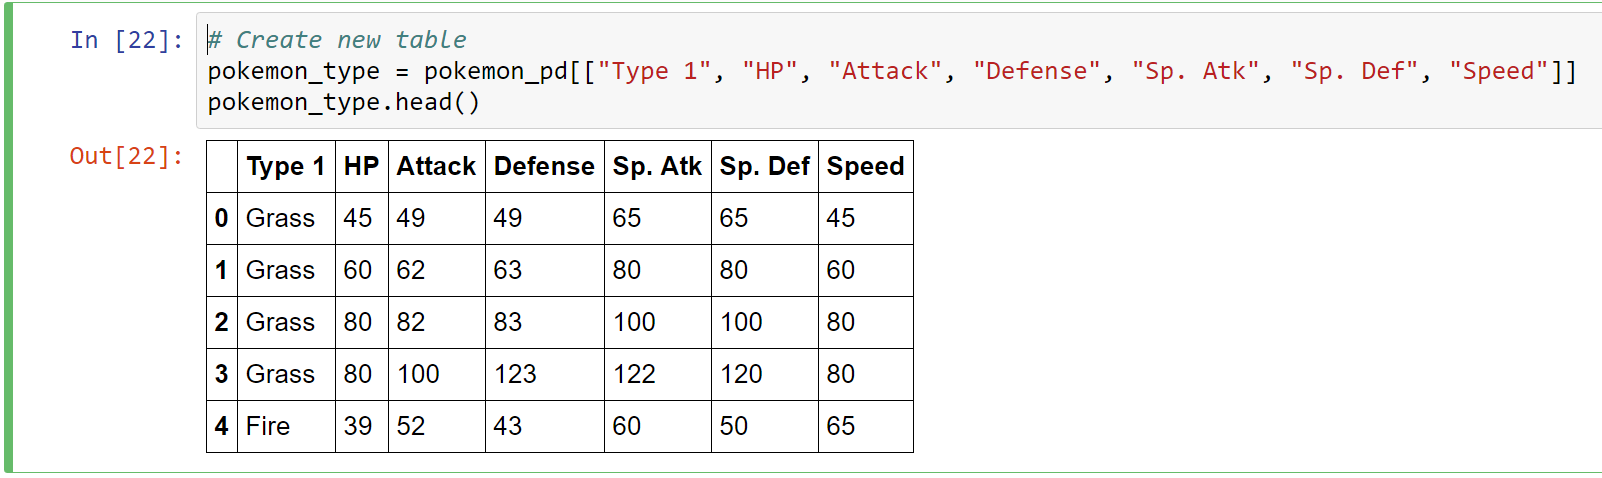 In [22]: # Create new table
pokemon_type = pokemon_pd[["Type 1", "HP", "Attack", "Defense", "Sp. Atk", "Sp. Def", "Speed"]]
pokemon_type.head()
Out[22]:
Type 1 HP Attack Defense Sp. Atk Sp. Def Speed
0 Grass 45 49 49 65 65 45
1 Grass 60 62 63 80 80 60
2 Grass 80 82 83 100 100 80
3 Grass 80 100 123 122 120 80
4 Fire 39 52 43 60 50 65